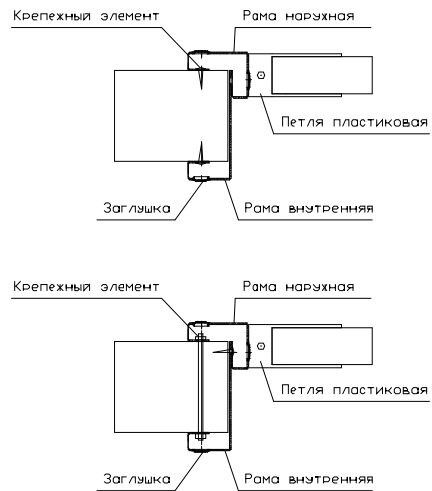 Крепежный элемент
Рама наружная
Петля пластиковая
Заглушка
Рама внутренняя
Крепежный элемент
Рама наружная
Петля пластиковая
Заглушка
Рама внутренняя